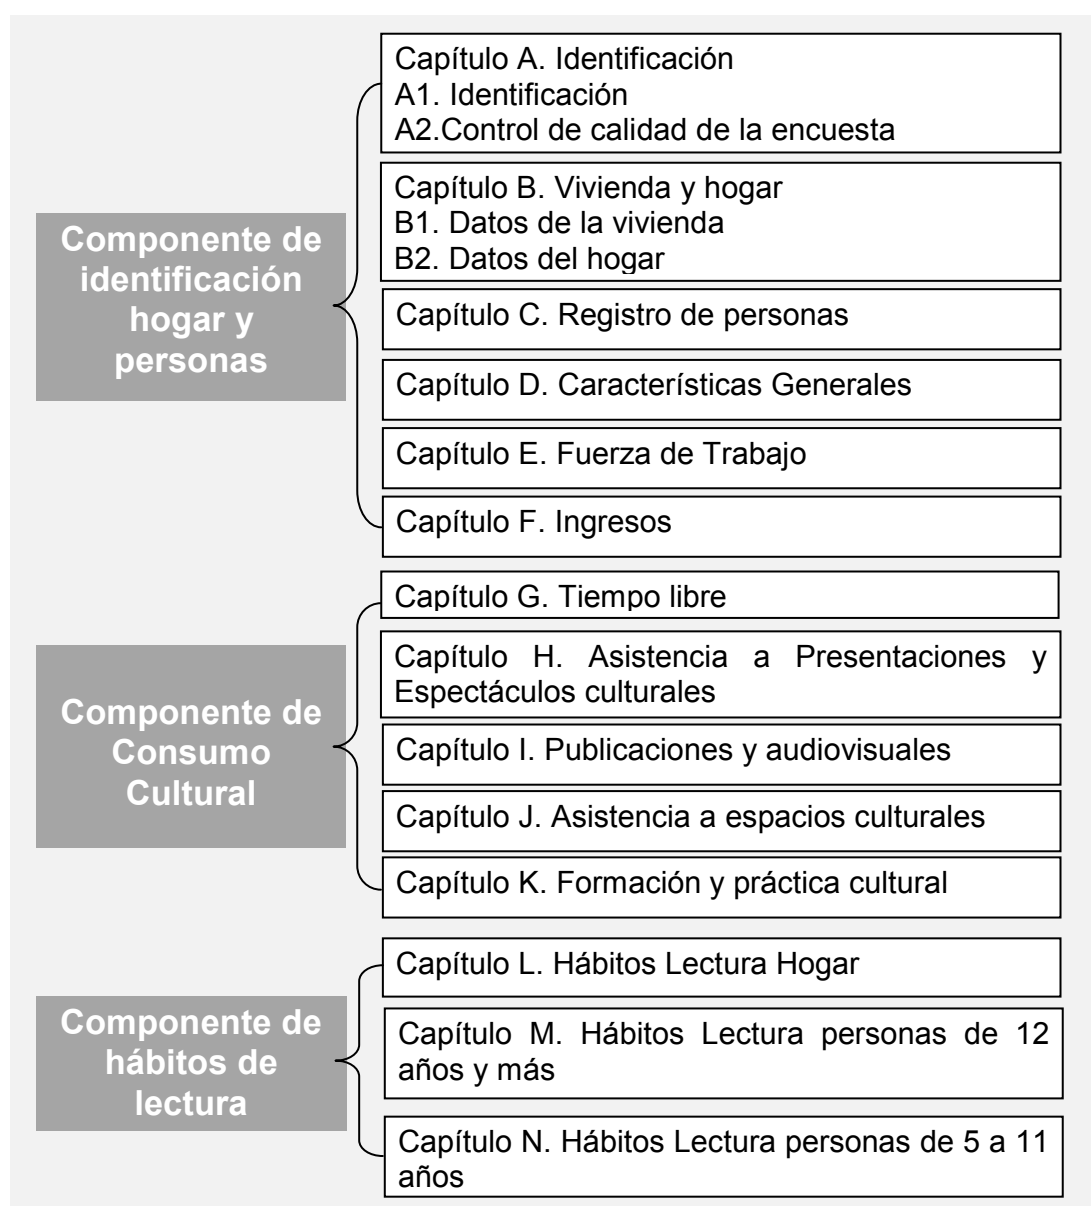 Componente de
identificación
hogar y
personas
Capítulo A. Identificación
A1. Identificación
A2.Control de calidad de la encuesta
Capítulo B. Vivienda y hogar
B1. Datos de la vivienda
B2. Datos del hogar
Capítulo C. Registro de personas
Capítulo D. Características Generales
Capítulo E. Fuerza de Trabajo
Capítulo F. Ingresos
Componente de
Consumo
Cultural
Capítulo G. Tiempo libre
Capítulo H. Asistencia a Presentaciones y
Espectáculos culturales
Capítulo I. Publicaciones y audiovisuales
Capítulo J. Asistencia a espacios culturales
Capítulo K. Formación y práctica cultural
Componente de
hábitos de
lectura
Capítulo L. Hábitos Lectura Hogar
Capítulo M. Hábitos Lectura personas de 12
años y más
Capítulo N. Hábitos Lectura personas de 5 a 11
años